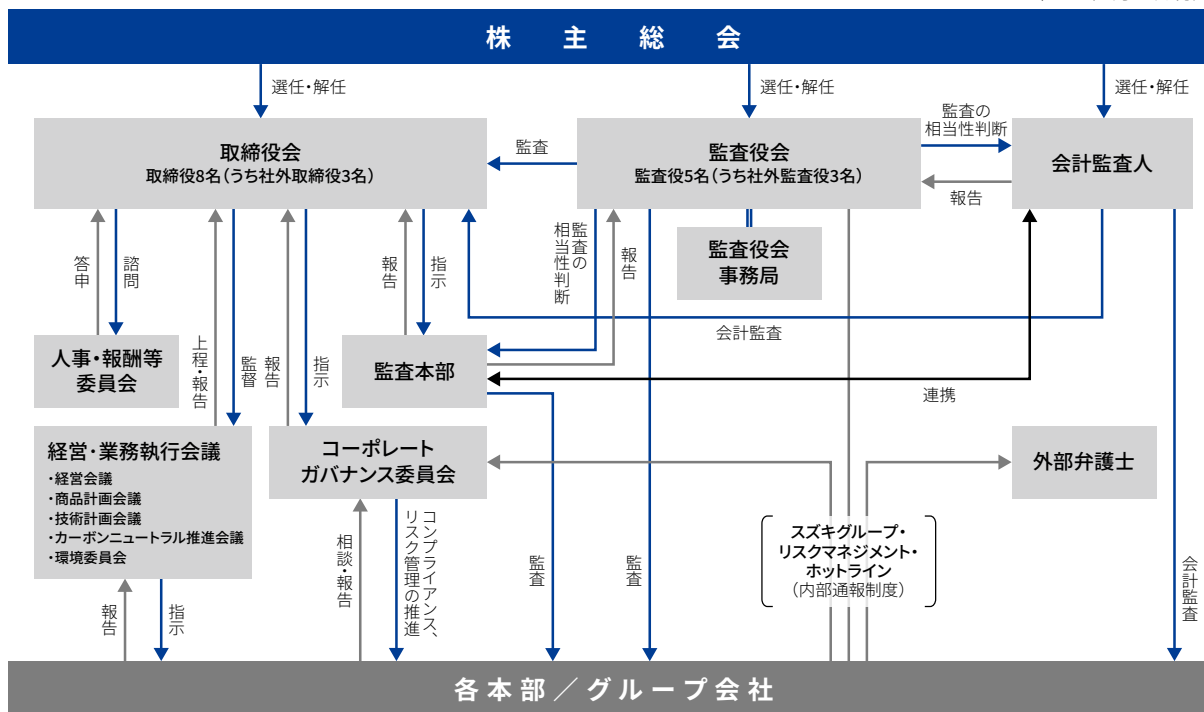 株主総会
選任・解任
選任・解任
選任・解任
取締役会
取締役8名(うち社外取締役3名)
監査
監査役会
監査役5名(うち社外監査役3名)
監査の
相当性判断
報告
会計監査人
答申
諮問
上程・報告
監督
報告
指示
報告
指示
監査の
相当性判断
報告
監査役会
事務局
会計監査
人事・報酬等
委員会
監査本部
連携
経営・業務執行会議
・経営会議
・商品計画会議
・技術計画会議
・カーボンニュートラル推進会議
・環境委員会
コーポレート
ガバナンス委員会
外部弁護士
報告
指示
相談・報告
コンプライアンス、
リスク管理の推進
監査
監査
スズキグループ・
リスクマネジメント・
ホットライン
(内部通報制度)
会計監査
各本部/グループ会社